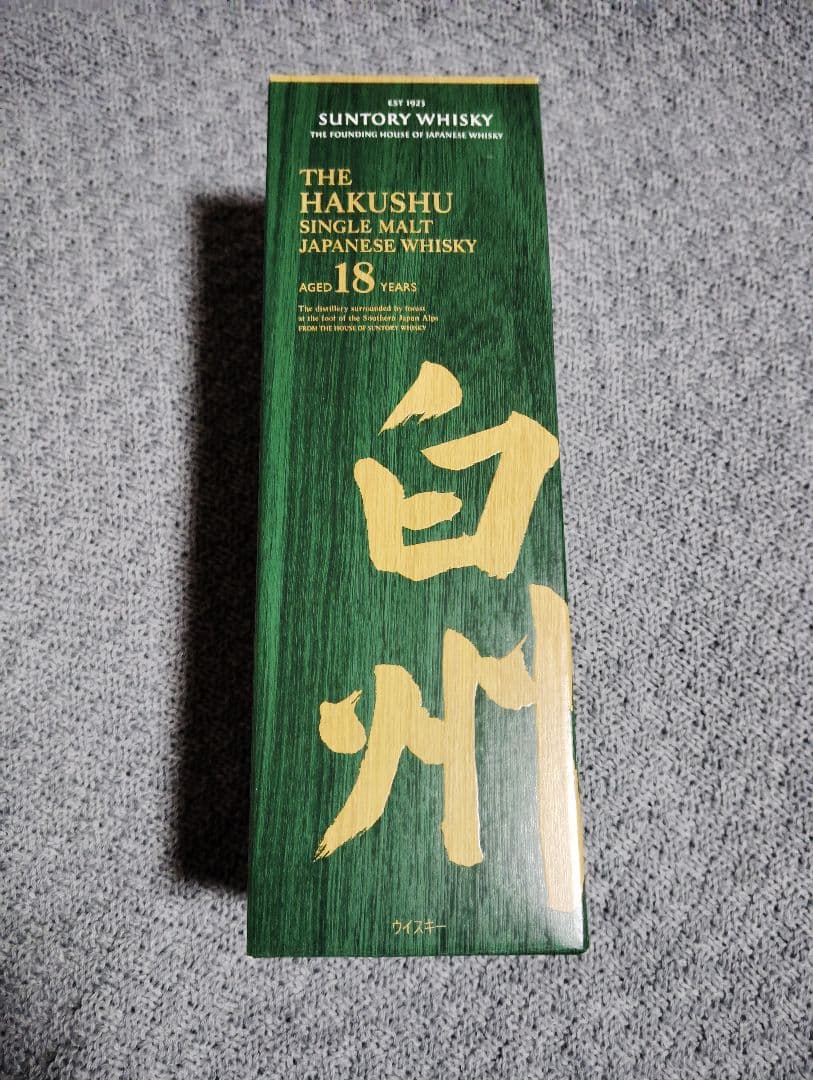 EST 1923
SUNTORY WHISKY
THE FOUNDING HOUSE OF JAPANESE WHISKY
THE
HAKUSHU
SINGLE MALT
JAPANESE WHISKY
AGED 18 YEARS
The distillery surrounded by forest
at the foot of the Southern Japan Alps
FROM THE HOUSE OF SUNTORY WHISKY
白州
ウイスキー